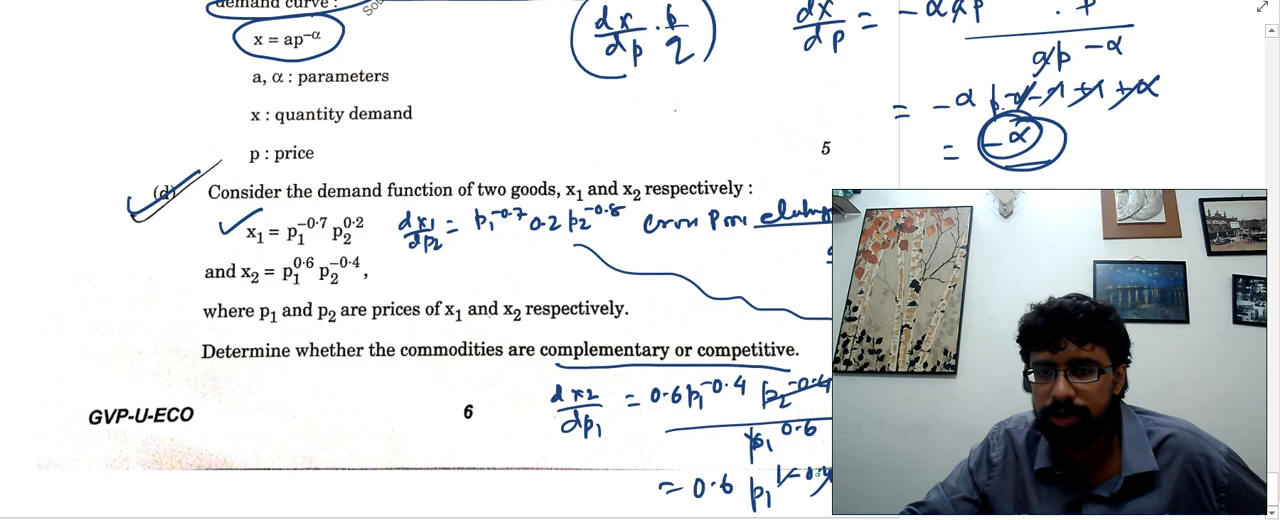 demand curve :
x = ap^{-α}
a, α : parameters
x : quantity demand
p : price
5
(dx/dp · p/q)
dx/dp =
= -α
= -α
(d) Consider the demand function of two goods, x₁ and x₂ respectively :
x₁ = p₁^{-0·7} p₂^{0·2}
dx₁/dp₂ = p₁^{-0.7} 0.2 p₂^{-0.8}
and x₂ = p₁^{0·6} p₂^{-0·4},
where p₁ and p₂ are prices of x₁ and x₂ respectively.
Determine whether the commodities are complementary or competitive.
dx2/dp₁ = 0.6 p₁^{-0.4} p₂^{-0.4}
= 0.6 p₁
GVP-U-ECO
6